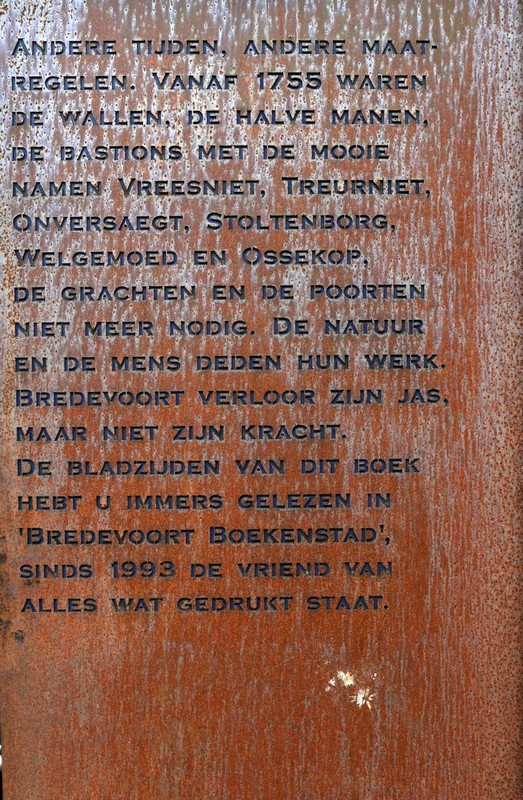 Andere tijden, andere maat-
regelen. Vanaf 1755 waren
de wallen, de halve manen,
de bastions met de mooie
namen Vreesniet, Treurniet,
Onversaegt, Stoltenborg,
Welgemoed en Ossekop,
de grachten en de poorten
niet meer nodig. De natuur
en de mens deden hun werk.
Bredevoort verloor zijn jas,
maar niet zijn kracht.
De bladzijden van dit boek
hebt u immers gelezen in
'Bredevoort Boekenstad',
sinds 1993 de vriend van
alles wat gedrukt staat.